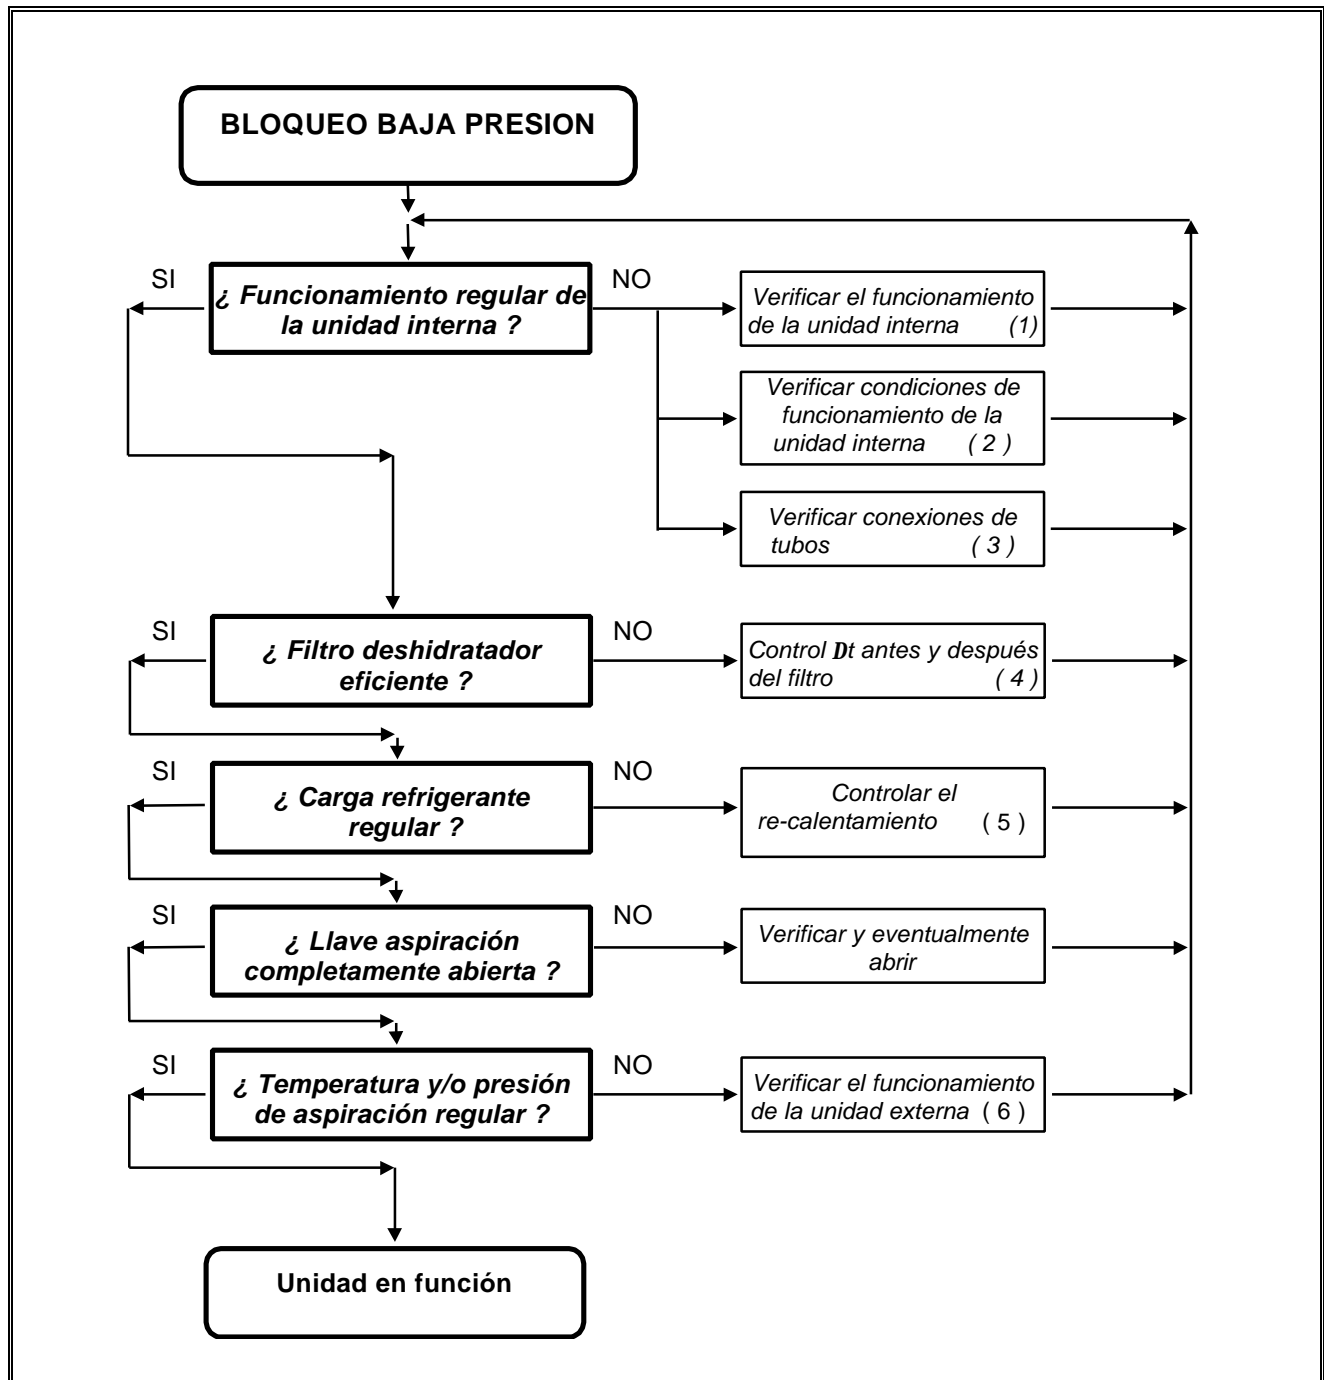 BLOQUEO BAJA PRESION
SI
¿ Funcionamiento regular de
la unidad interna ?
NO
Verificar el funcionamiento
de la unidad interna (1)
Verificar condiciones de
funcionamiento de la
unidad interna ( 2 )
Verificar conexiones de
tubos ( 3 )
SI
¿ Filtro deshidratador
eficiente ?
NO
Control Dt antes y después
del filtro ( 4 )
SI
¿ Carga refrigerante
regular ?
NO
Controlar el
re-calentamiento ( 5 )
SI
¿ Llave aspiración
completamente abierta ?
NO
Verificar y eventualmente
abrir
SI
¿ Temperatura y/o presión
de aspiración regular ?
NO
Verificar el funcionamiento
de la unidad externa ( 6 )
Unidad en función